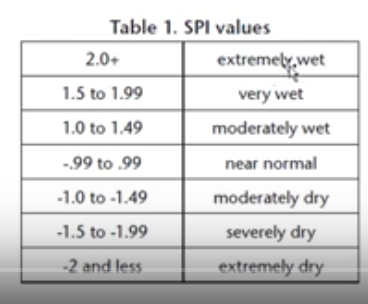 Table 1. SPI values
2.0+ extremely wet
1.5 to 1.99 very wet
1.0 to 1.49 moderately wet
-.99 to .99 near normal
-1.0 to -1.49 moderately dry
-1.5 to -1.99 severely dry
-2 and less extremely dry